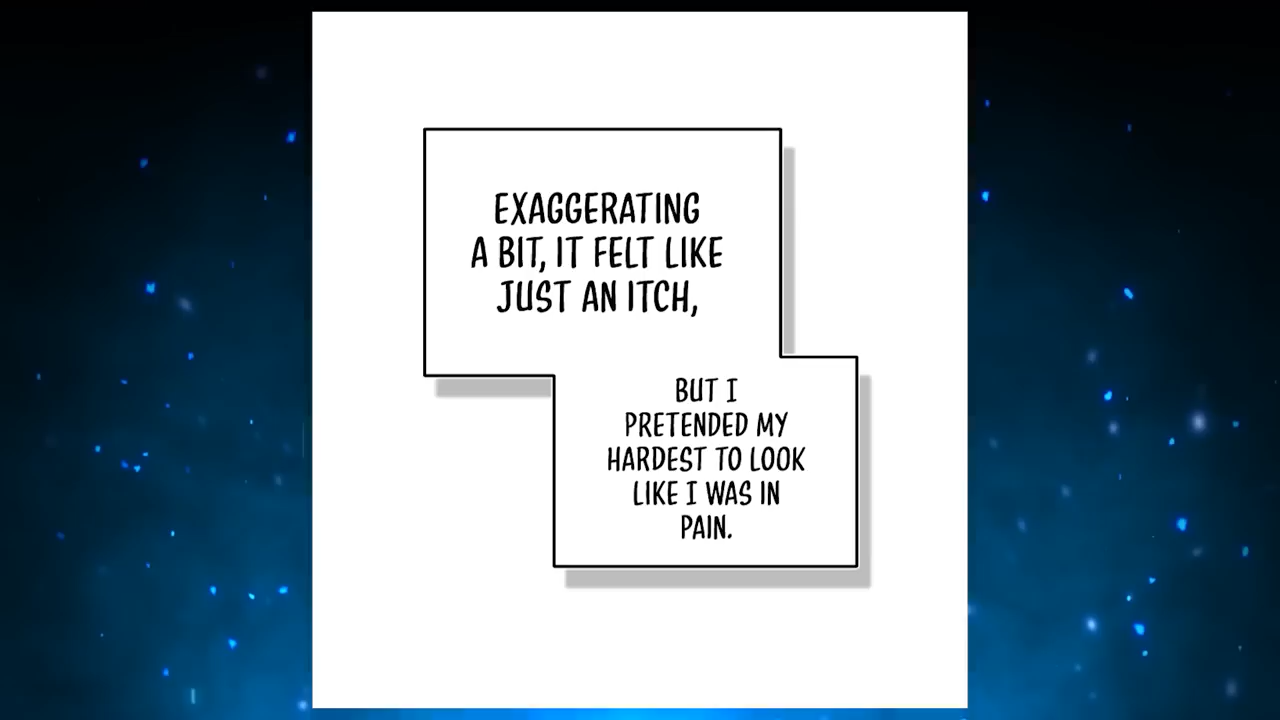 EXAGGERATING
A BIT, IT FELT LIKE
JUST AN ITCH,
BUT I
PRETENDED MY
HARDEST TO LOOK
LIKE I WAS IN
PAIN.